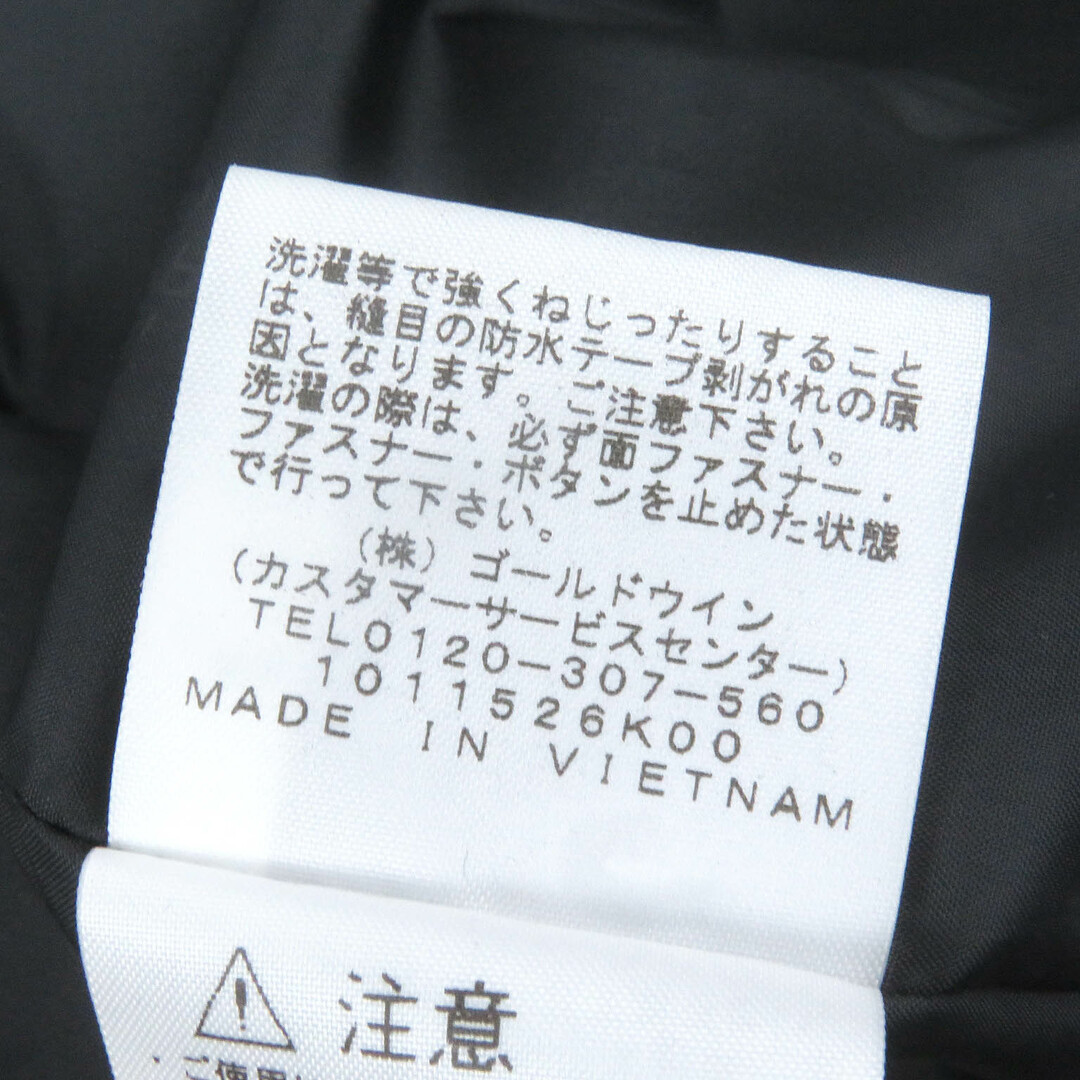 洗濯等で強くねじったりすること
は、縫目の防水テープ剥がれの原
因となります。ご注意下さい。
洗濯の際は、必ず面ファスナー・
ファスナー・ボタンを止めた状態
で行って下さい。
(株) ゴールドウイン
(カスタマーサービスセンター)
TEL0120-307-560
1011526K00
MADE IN VIETNAM
注意
・ご使用